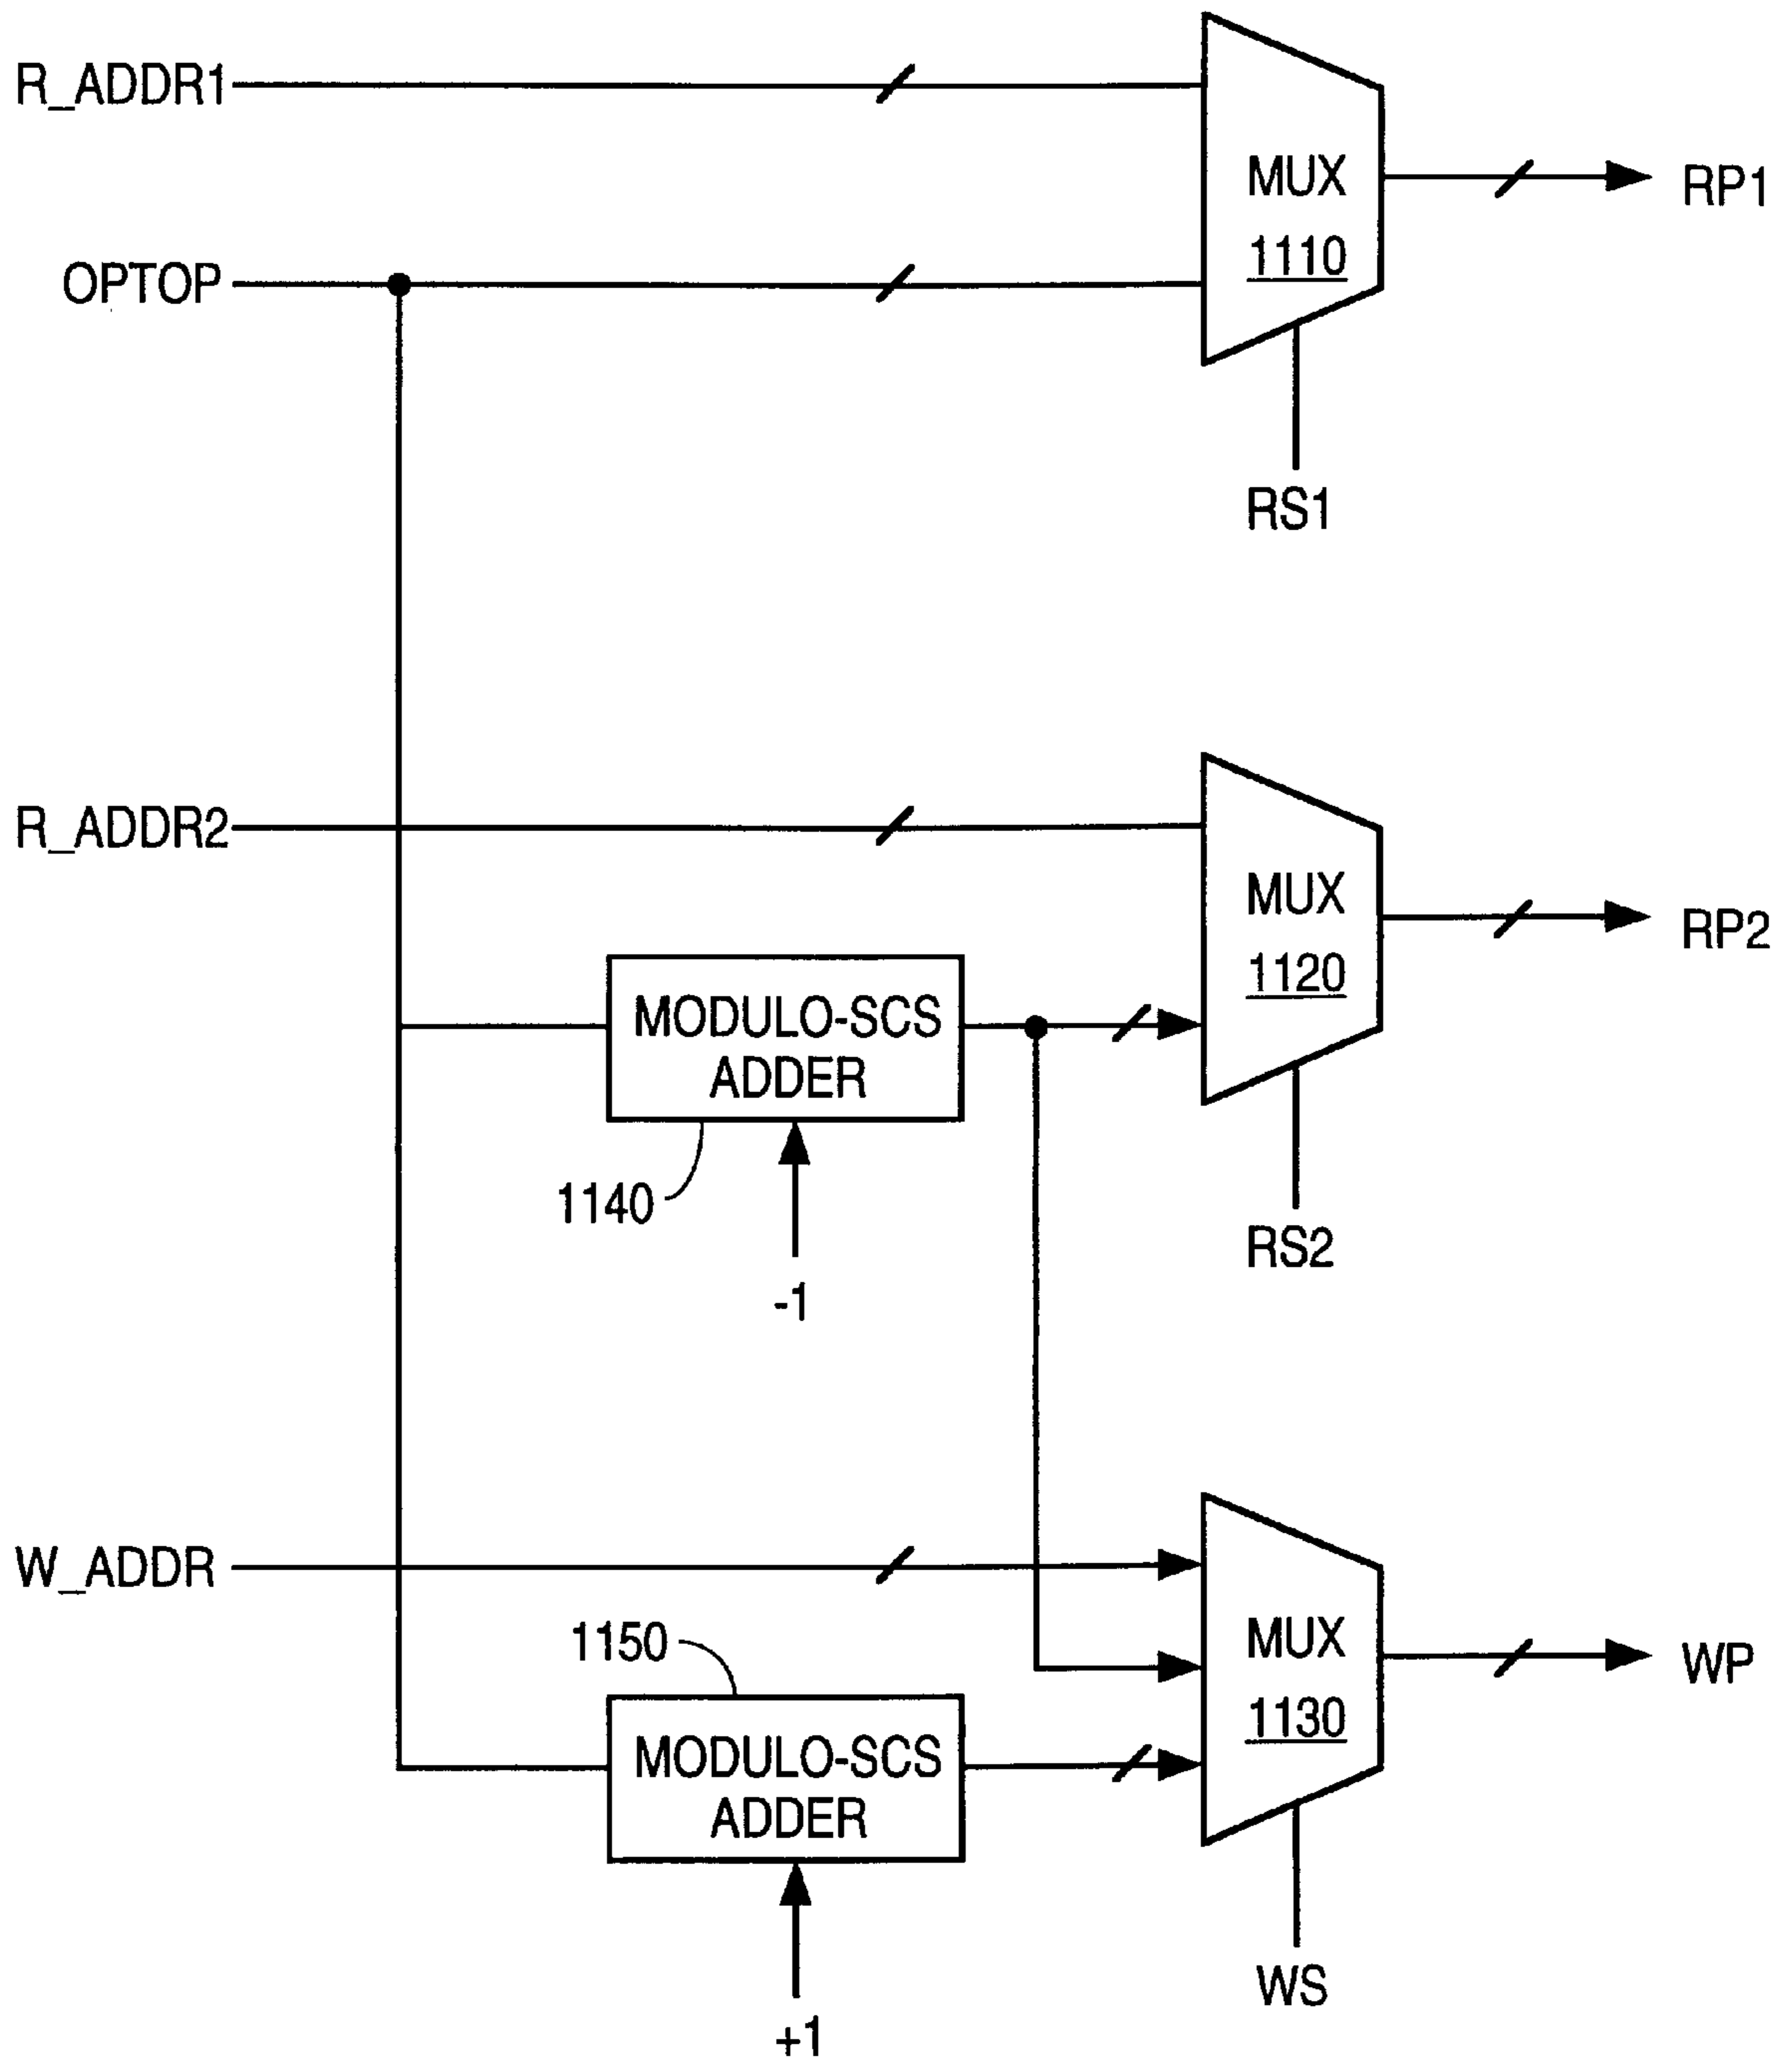 R_ADDR1
MUX
1110
RP1
OPTOP
RS1
R_ADDR2
MUX
1120
RP2
MODULO-SCS
ADDER
1140
-1
RS2
W_ADDR
1150
MUX
1130
WP
MODULO-SCS
ADDER
WS
+1